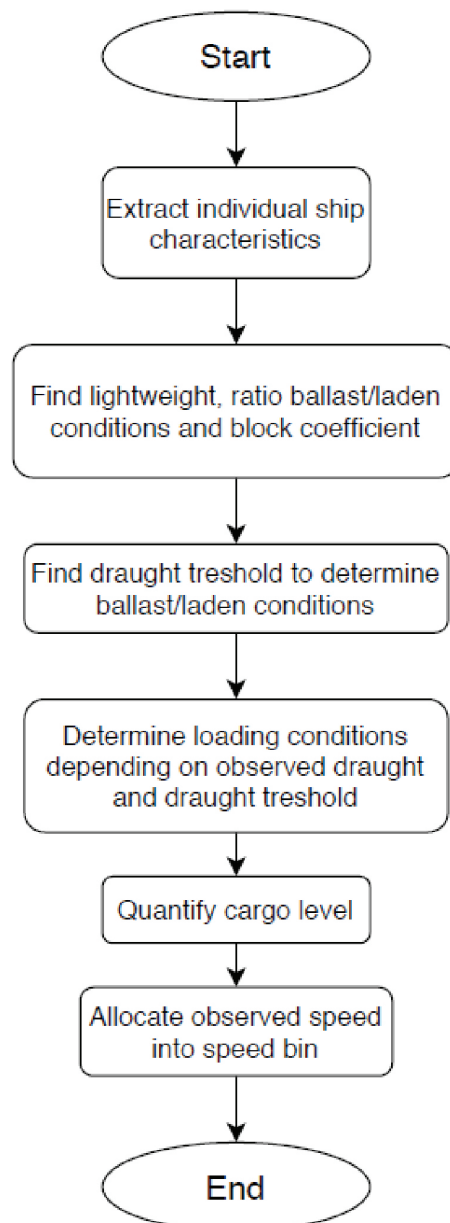 Start
Extract individual ship
characteristics
Find lightweight, ratio ballast/laden
conditions and block coefficient
Find draught treshold to determine
ballast/laden conditions
Determine loading conditions
depending on observed draught
and draught treshold
Quantify cargo level
Allocate observed speed
into speed bin
End